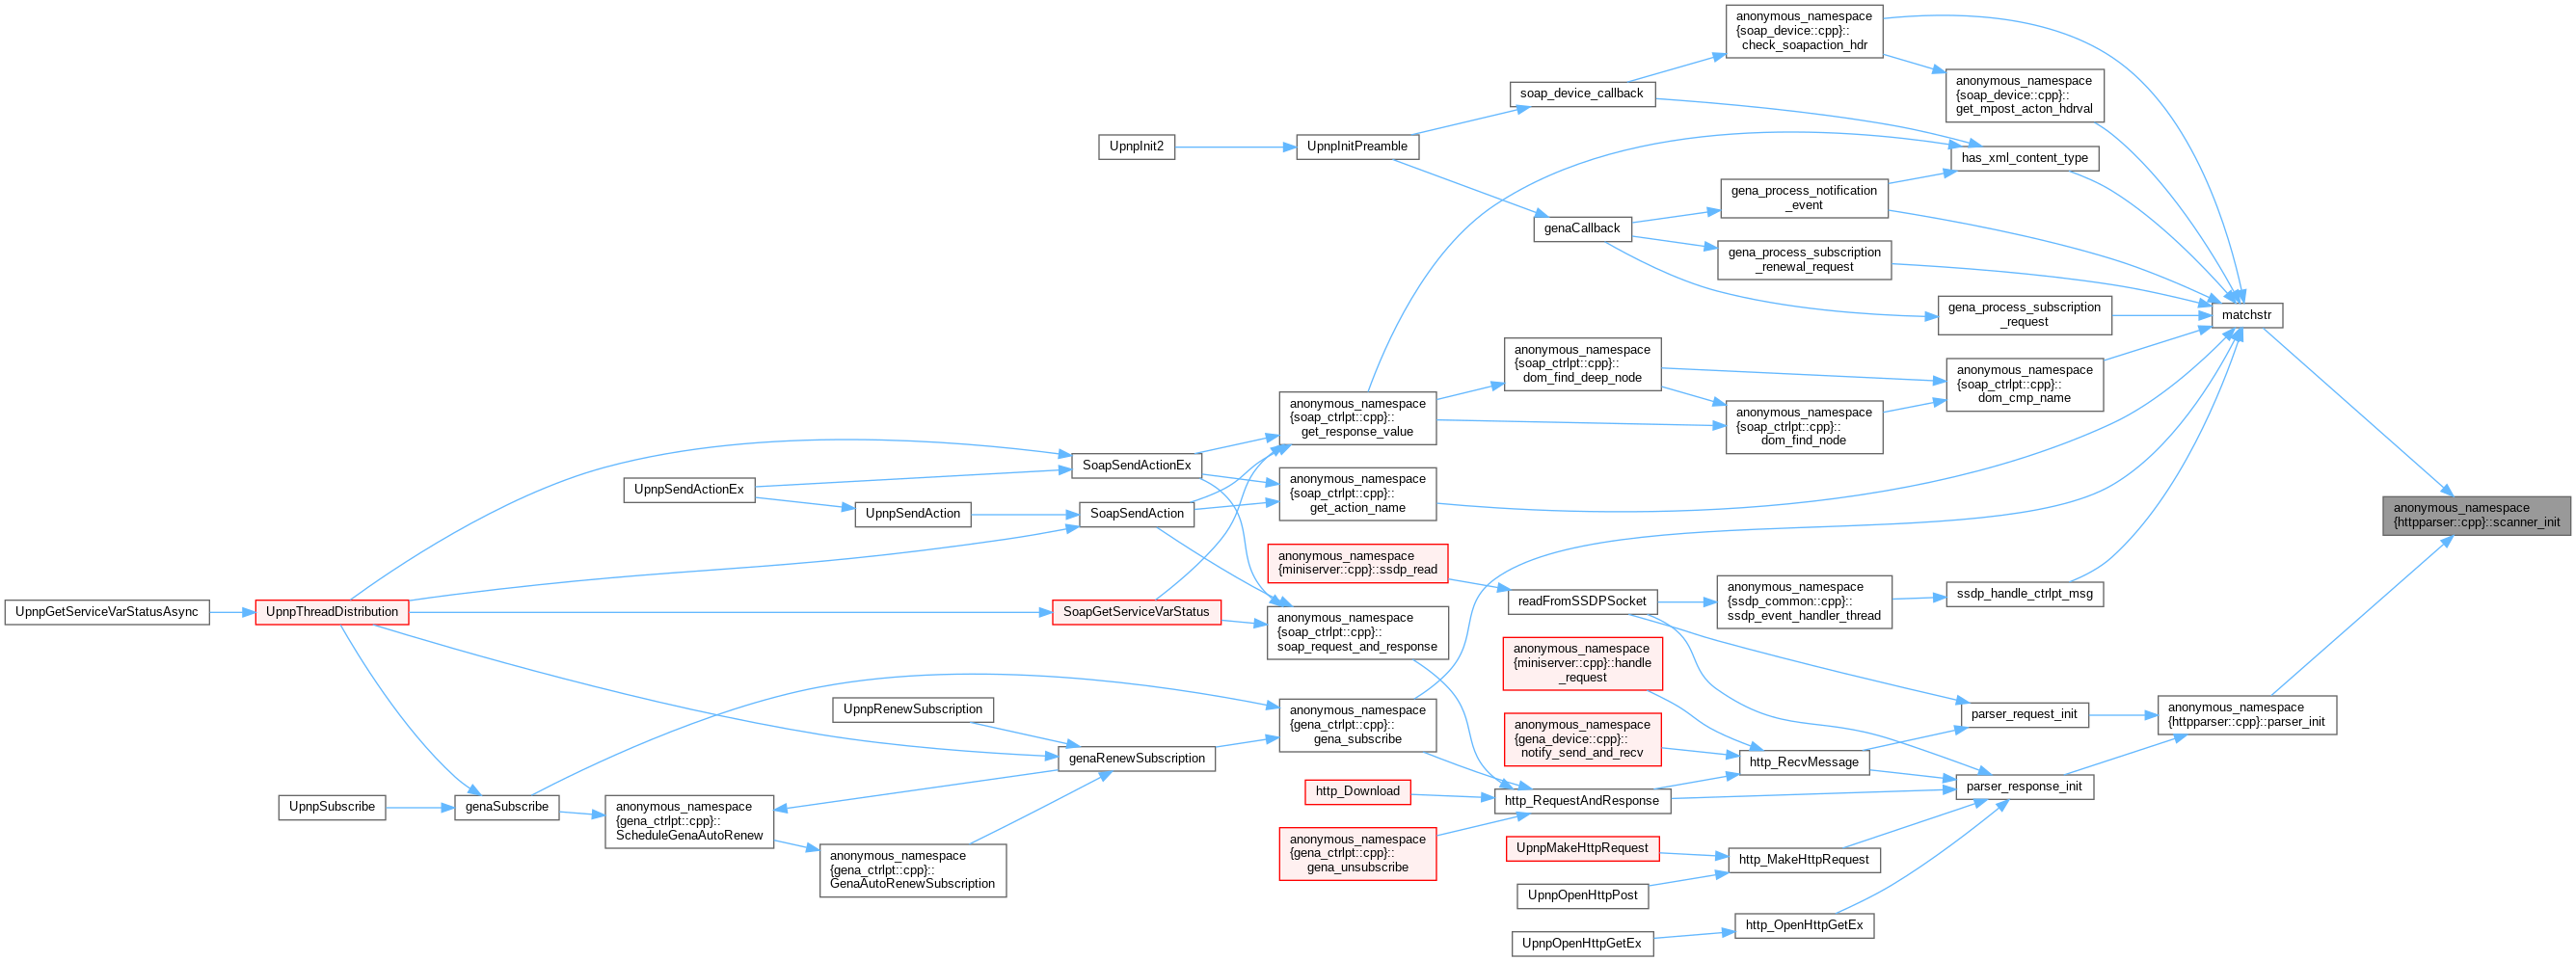 anonymous_namespace
{soap_device::cpp}::
check_soapaction_hdr
anonymous_namespace
{soap_device::cpp}::
get_mpost_acton_hdrval
soap_device_callback
UpnpInit2
UpnpInitPreamble
has_xml_content_type
gena_process_notification
_event
genaCallback
gena_process_subscription
_renewal_request
gena_process_subscription
_request
matchstr
anonymous_namespace
{soap_ctrlpt::cpp}::
dom_find_deep_node
anonymous_namespace
{soap_ctrlpt::cpp}::
dom_cmp_name
anonymous_namespace
{soap_ctrlpt::cpp}::
get_response_value
anonymous_namespace
{soap_ctrlpt::cpp}::
dom_find_node
SoapSendActionEx
UpnpSendActionEx
anonymous_namespace
{soap_ctrlpt::cpp}::
get_action_name
UpnpSendAction
SoapSendAction
anonymous_namespace
{httpparser::cpp}::scanner_init
anonymous_namespace
{miniserver::cpp}::ssdp_read
readFromSSDPSocket
anonymous_namespace
{ssdp_common::cpp}::
ssdp_event_handler_thread
ssdp_handle_ctrlpt_msg
UpnpGetServiceVarStatusAsync
UpnpThreadDistribution
SoapGetServiceVarStatus
anonymous_namespace
{soap_ctrlpt::cpp}::
soap_request_and_response
anonymous_namespace
{miniserver::cpp}::handle
_request
UpnpRenewSubscription
anonymous_namespace
{gena_ctrlpt::cpp}::
gena_subscribe
anonymous_namespace
{gena_device::cpp}::
notify_send_and_recv
parser_request_init
anonymous_namespace
{httpparser::cpp}::parser_init
genaRenewSubscription
http_RecvMessage
parser_response_init
UpnpSubscribe
genaSubscribe
anonymous_namespace
{gena_ctrlpt::cpp}::
ScheduleGenaAutoRenew
http_Download
http_RequestAndResponse
anonymous_namespace
{gena_ctrlpt::cpp}::
GenaAutoRenewSubscription
anonymous_namespace
{gena_ctrlpt::cpp}::
gena_unsubscribe
UpnpMakeHttpRequest
http_MakeHttpRequest
UpnpOpenHttpPost
http_OpenHttpGetEx
UpnpOpenHttpGetEx